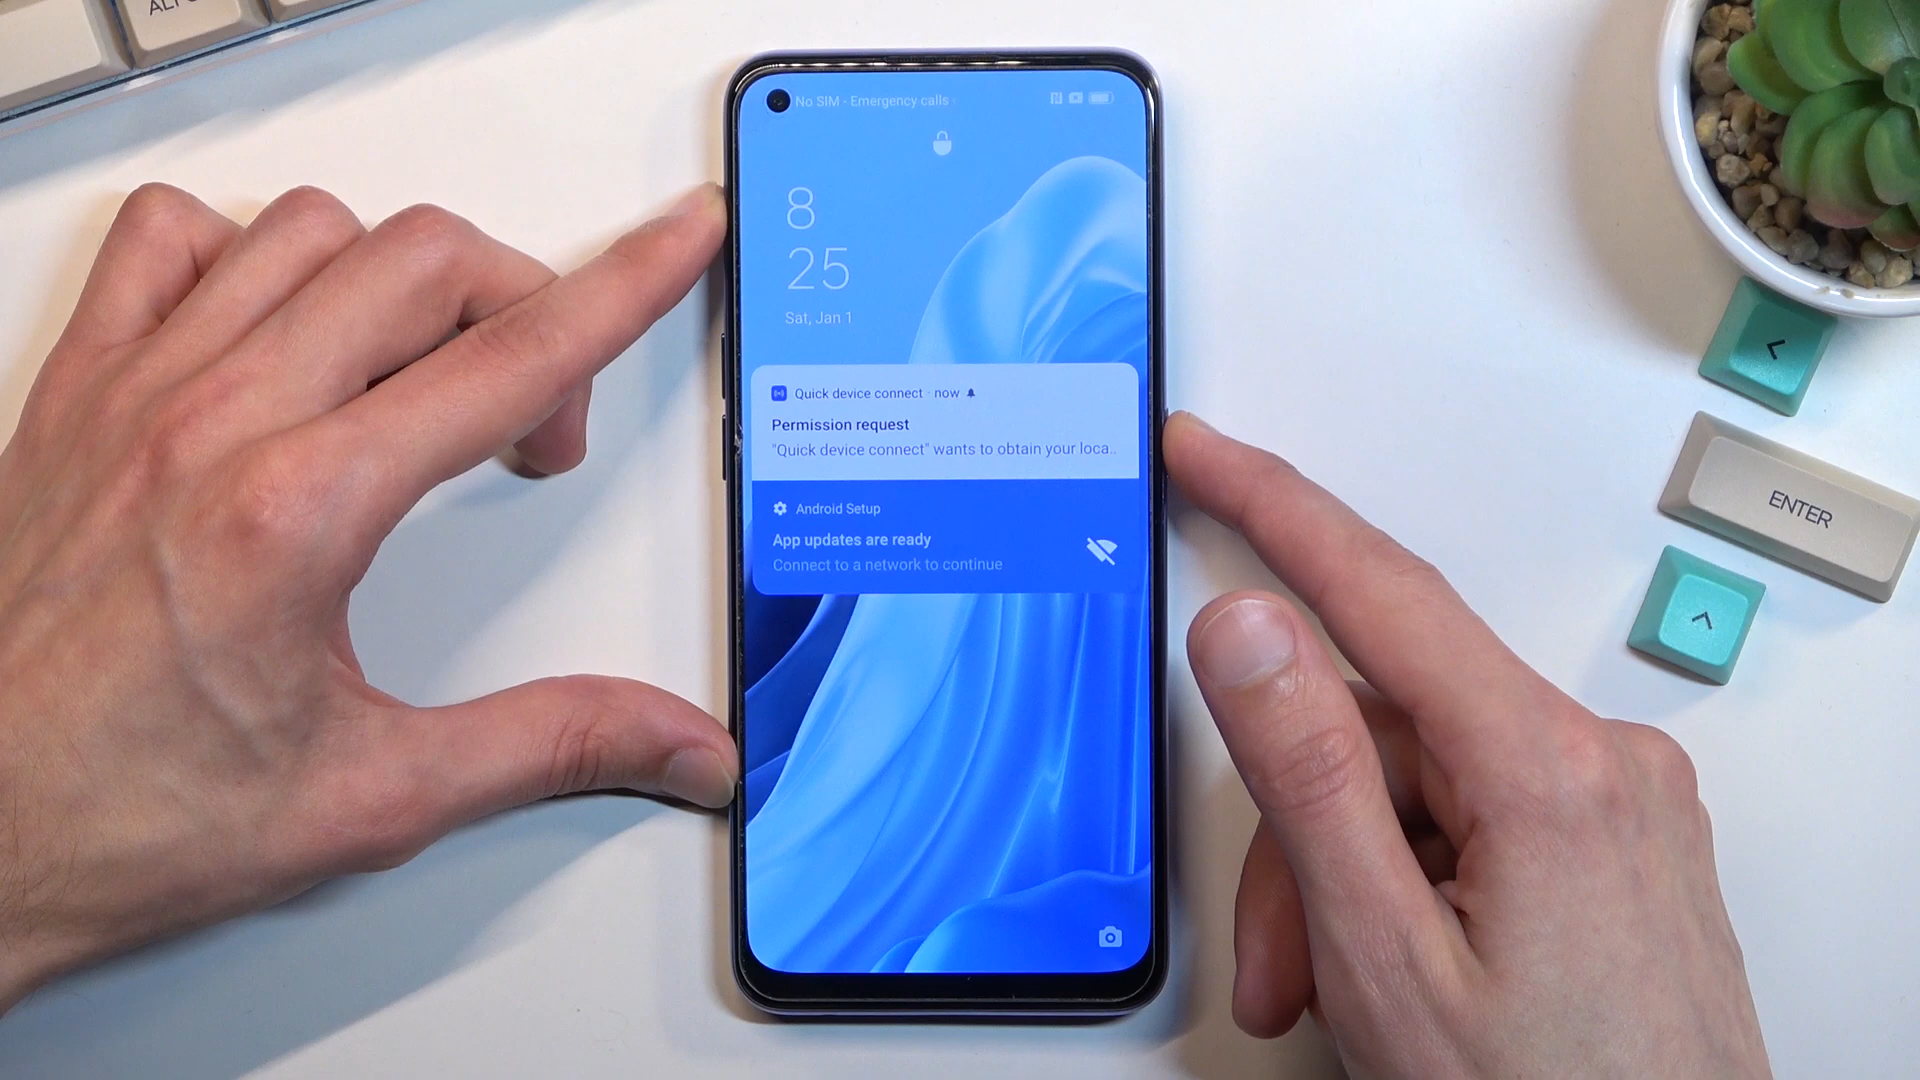 ALT
No SIM - Emergency calls
8
25
Sat, Jan 1
Quick device connect · now
Permission request
"Quick device connect" wants to obtain your loca..
Android Setup
App updates are ready
Connect to a network to continue
<
ENTER
^